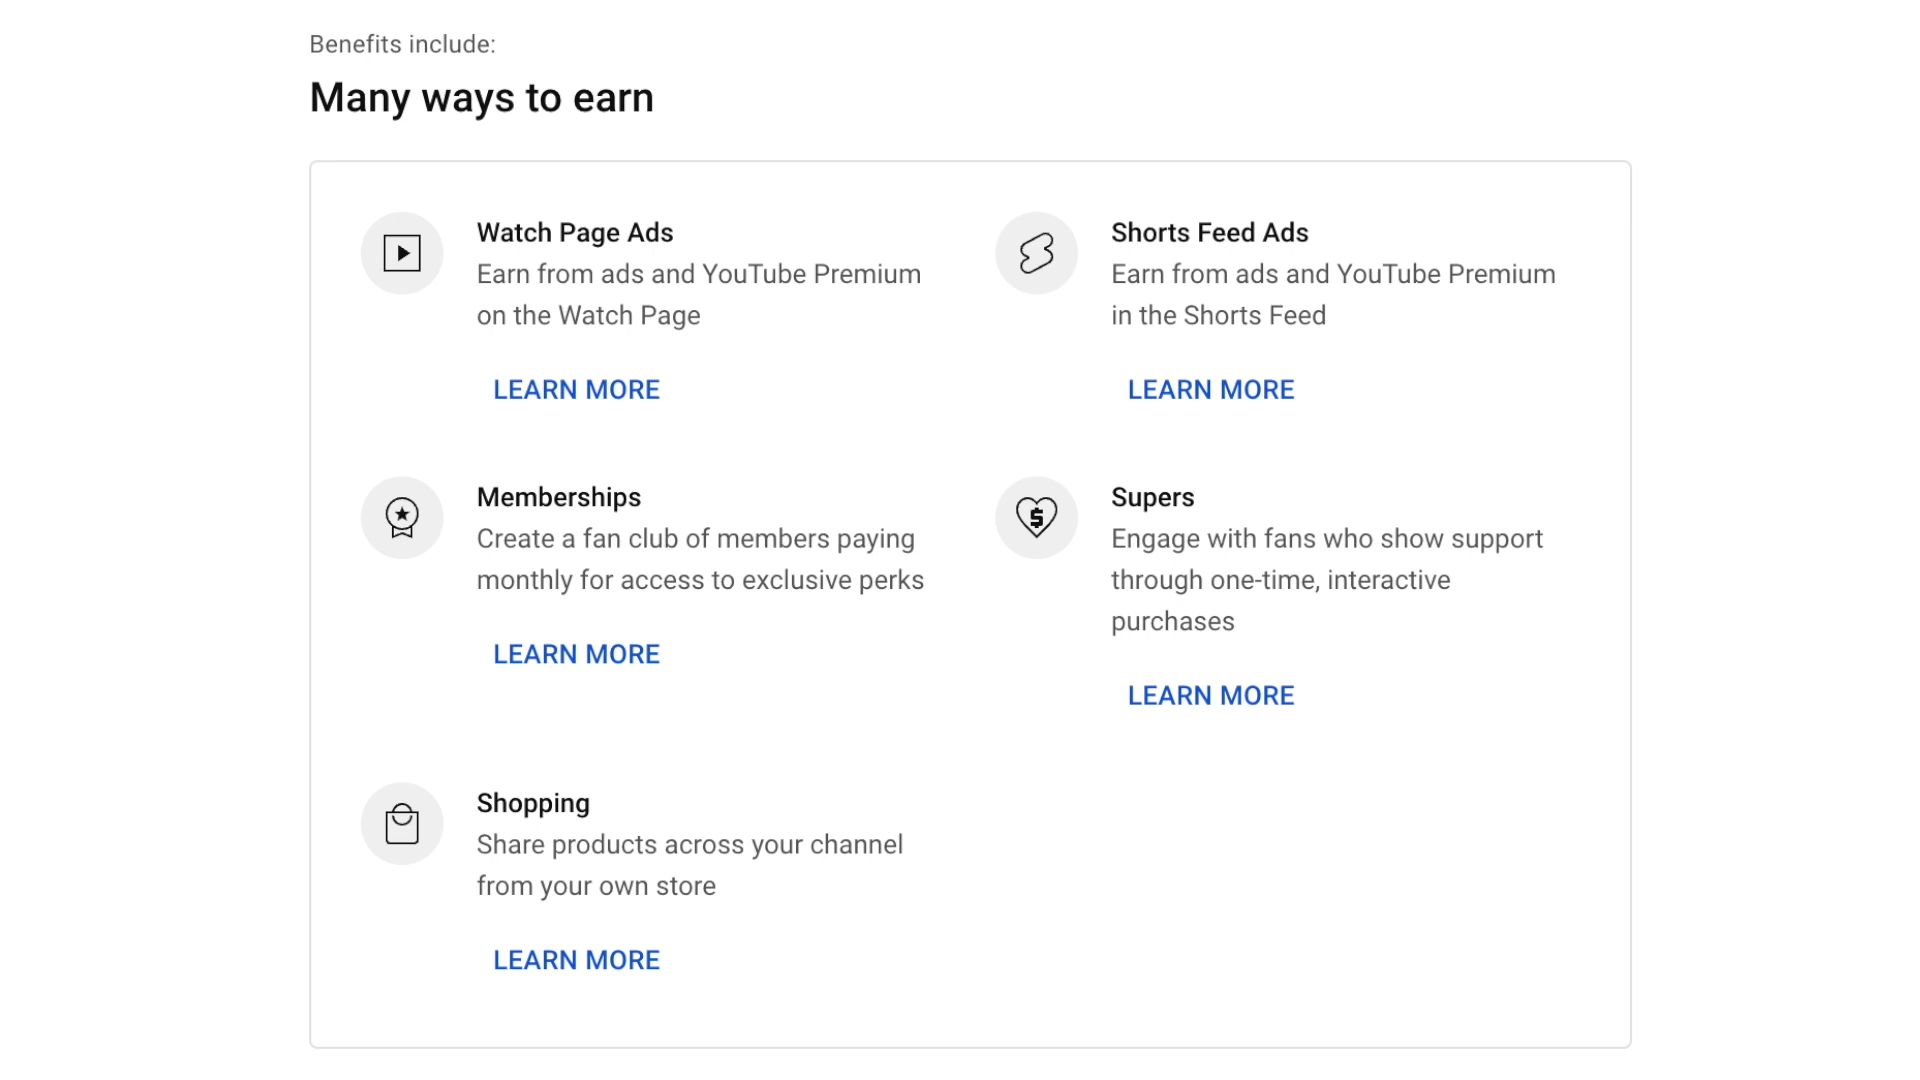 Benefits include:
Many ways to earn
Watch Page Ads
Earn from ads and YouTube Premium
on the Watch Page
LEARN MORE
Shorts Feed Ads
Earn from ads and YouTube Premium
in the Shorts Feed
LEARN MORE
Memberships
Create a fan club of members paying
monthly for access to exclusive perks
LEARN MORE
Supers
Engage with fans who show support
through one-time, interactive
purchases
LEARN MORE
Shopping
Share products across your channel
from your own store
LEARN MORE